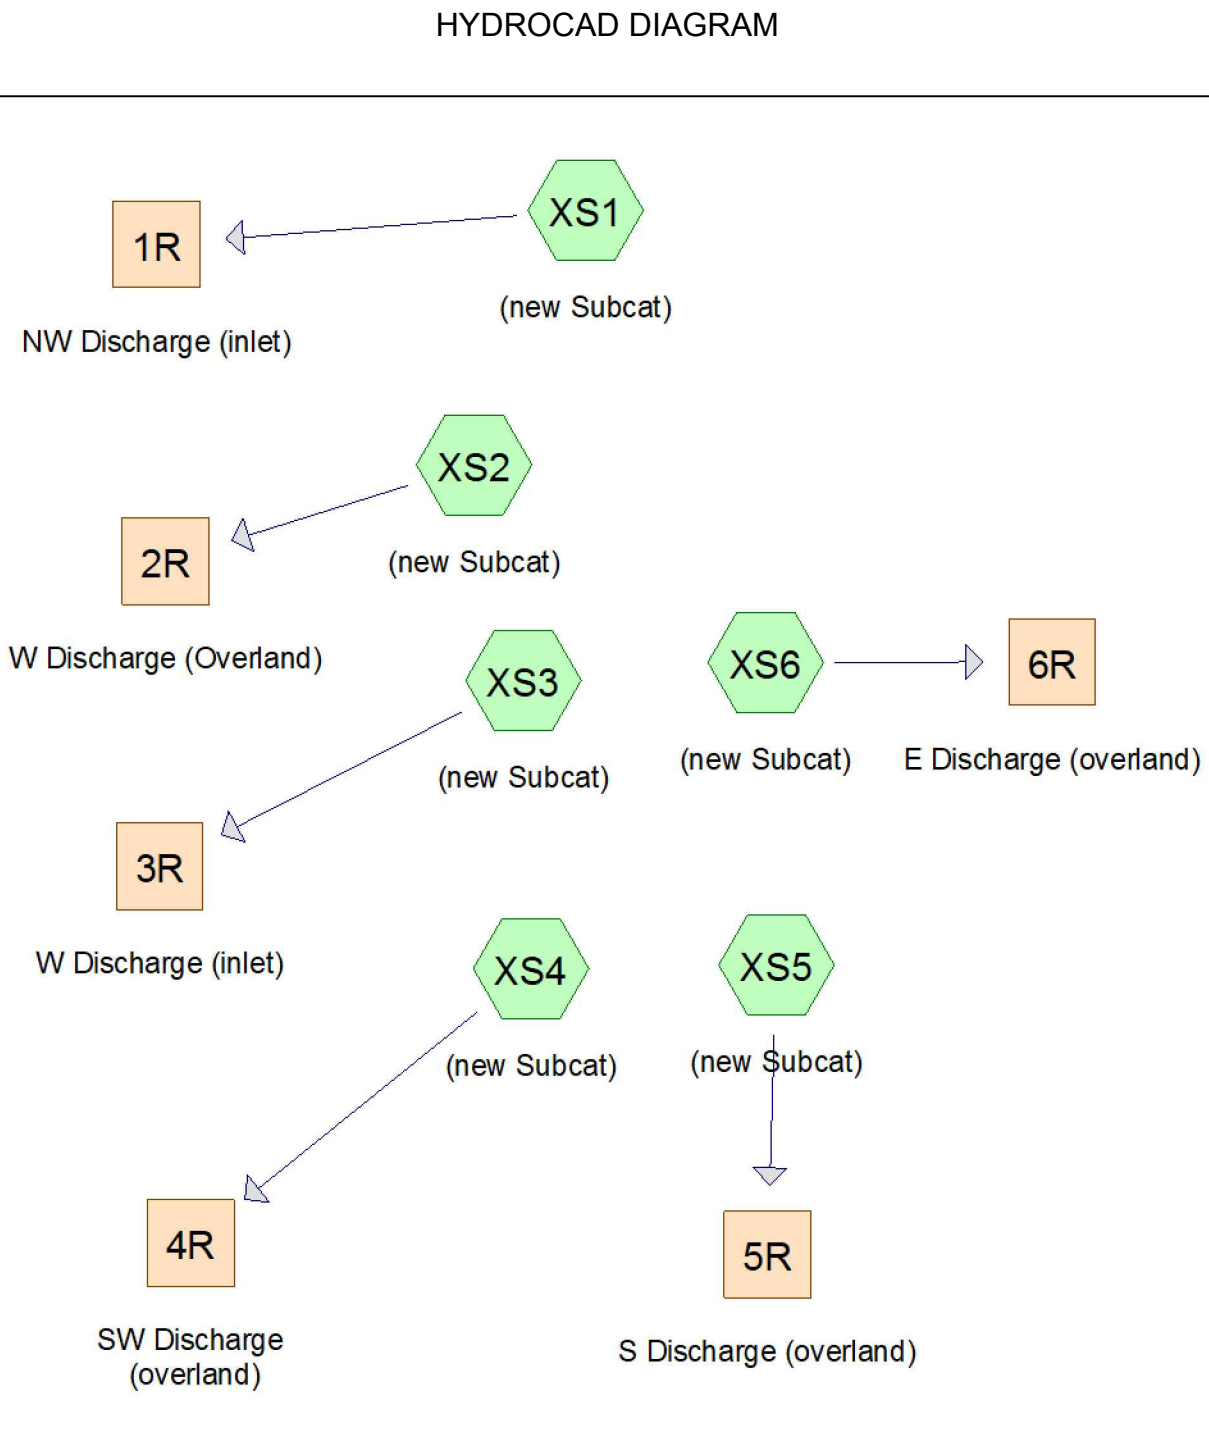 HYDROCAD DIAGRAM
XS1
1R
(new Subcat)
NW Discharge (inlet)
XS2
2R
(new Subcat)
W Discharge (Overland)
XS3
(new Subcat)
XS6
6R
(new Subcat)
E Discharge (overland)
3R
W Discharge (inlet)
XS4
(new Subcat)
XS5
(new Subcat)
4R
SW Discharge
(overland)
5R
S Discharge (overland)